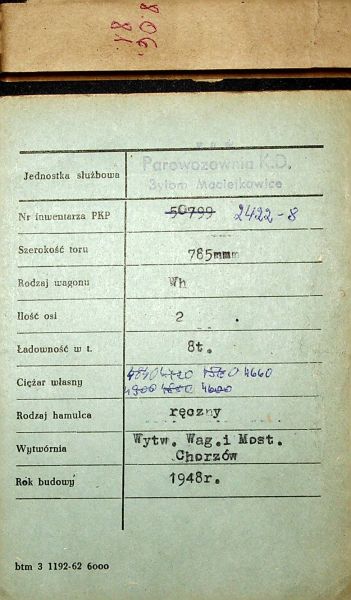 Parowozownia K.D.
Jednostka służbowa
Bytom Maciejkowice
Nr inwentarza PKP 50799 2422-8
Szerokość toru 785mm
Rodzaj wagonu Wh
Ilość osi 2
Ładowność w t. 8t.
4660
Ciężar własny
Rodzaj hamulca ręczny
Wytw. Wag.i Most.
Wytwórnia
Chorzów
Rok budowy 1948r.
btm 3 1192-62 6000